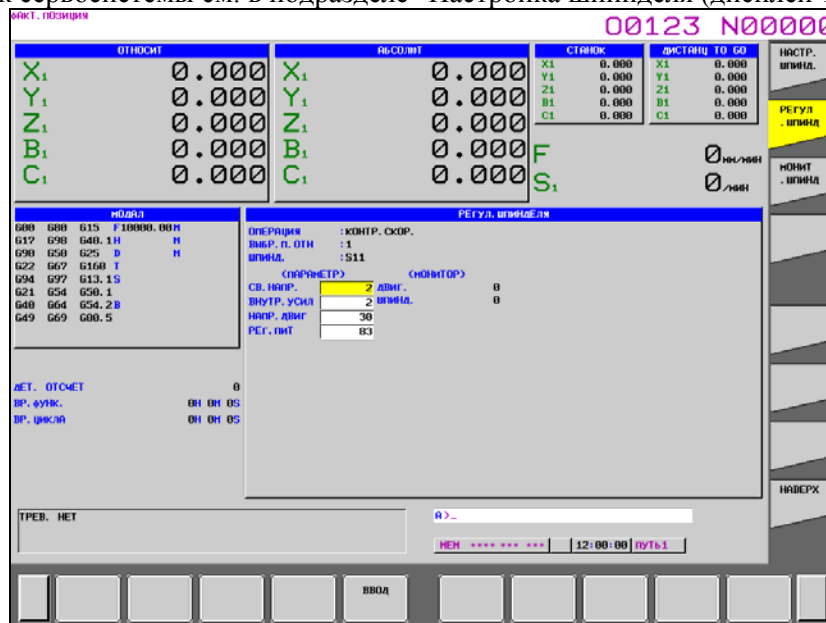 к сервосистемы см. в подразделе "Настройка шпинделя (дисплей
ФАКТ. ПОЗИЦИЯ
O0123 N00000
ОТНОСИТ
X1 0.000
Y1 0.000
Z1 0.000
B1 0.000
C1 0.000
АБСОЛЮТ
X1 0.000
Y1 0.000
Z1 0.000
B1 0.000
C1 0.000
СТАНОК
X1 0.000
Y1 0.000
Z1 0.000
B1 0.000
C1 0.000
ДИСТАНЦ TO GO
X1 0.000
Y1 0.000
Z1 0.000
B1 0.000
C1 0.000
F 0 ММ/МИН
S1 0 /МИН
МОДАЛ
G00 G80 G15 F10000.00 M
G17 G98 G40.1 H M
G90 G50 G25 D M
G22 G67 G160 T
G94 G97 G13.1 S
G21 G54 G50.1
G40 G64 G54.2 B
G49 G69 G80.5
ДЕТ. ОТСЧЕТ 0
ВР. ФУНК. 0H 0M 0S
ВР. ЦИКЛА 0H 0M 0S
РЕГУЛ. ШПИНДЕЛЯ
ОПЕРАЦИЯ :КОНТР. СКОР.
ВЫБР. П. ОТН :1
ШПИНД. :S11
(ПАРАМЕТР) (МОНИТОР)
СВ. НАПР. 2 ДВИГ. 0
ВНУТР. УСИЛ 2 ШПИНД. 0
НАПР. ДВИГ 30
РЕГ. ПИТ 83
НАСТР.
ШПИНД.
РЕГУЛ
. ШПИНД
МОНИТ
. ШПИНД
НАВЕРХ
ТРЕВ. НЕТ
A>_
MEM **** *** *** 12:00:00 ПУТЬ1
ВВОД